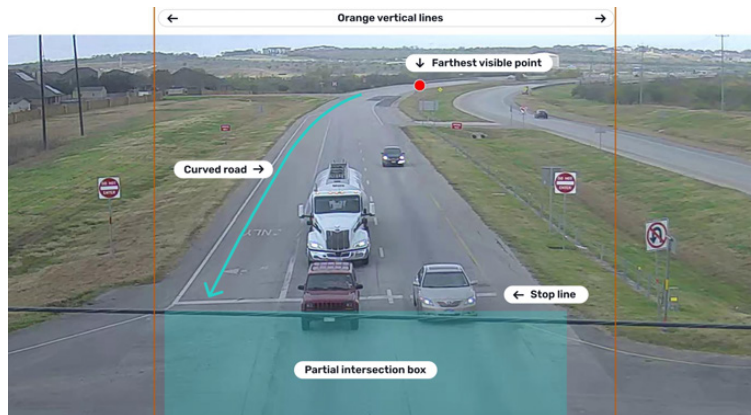 Orange vertical lines
Farthest visible point
Curved road
DO NOT
ENTER
DO NOT
ENTER
ONLY
Stop line
Partial intersection box